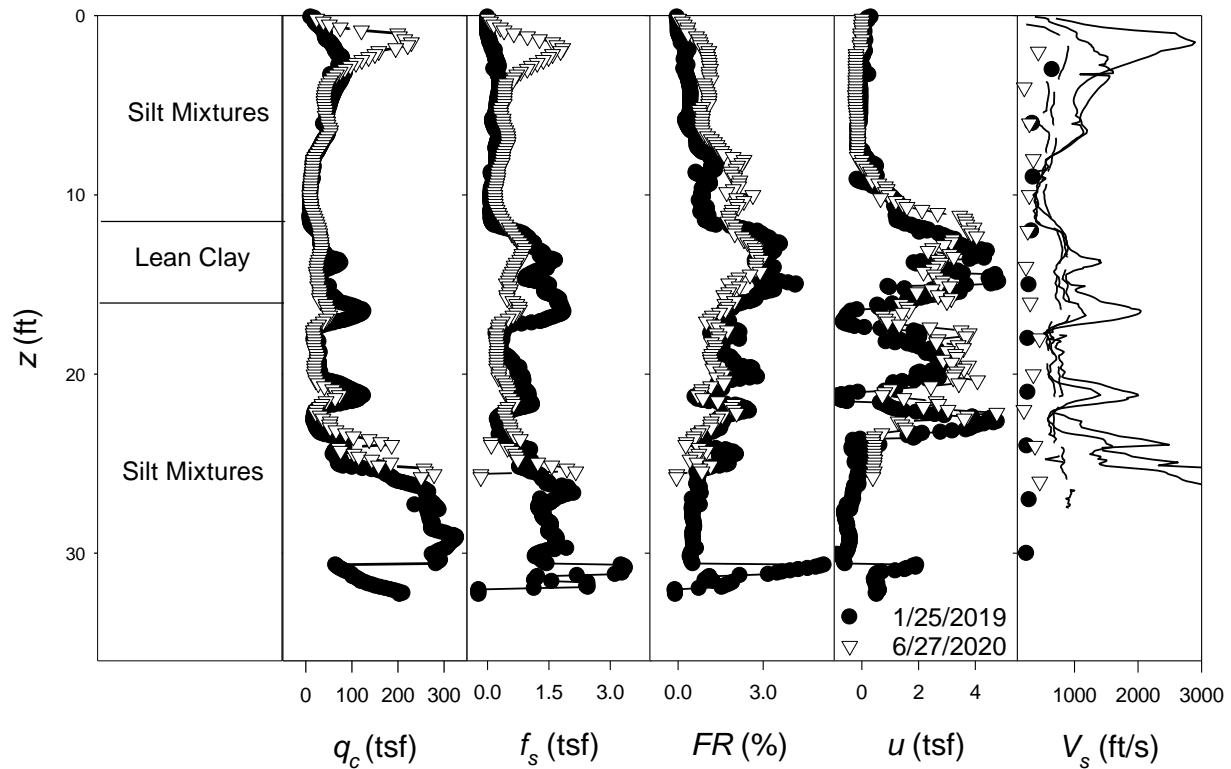 0
10
20
30
z (ft)
Silt Mixtures
Lean Clay
Silt Mixtures
1/25/2019
6/27/2020
0 100 200 300
0.0 1.5 3.0
0.0 3.0
0 2 4
1000 2000 3000
q_c (tsf)
f_s (tsf)
FR (%)
u (tsf)
V_s (ft/s)